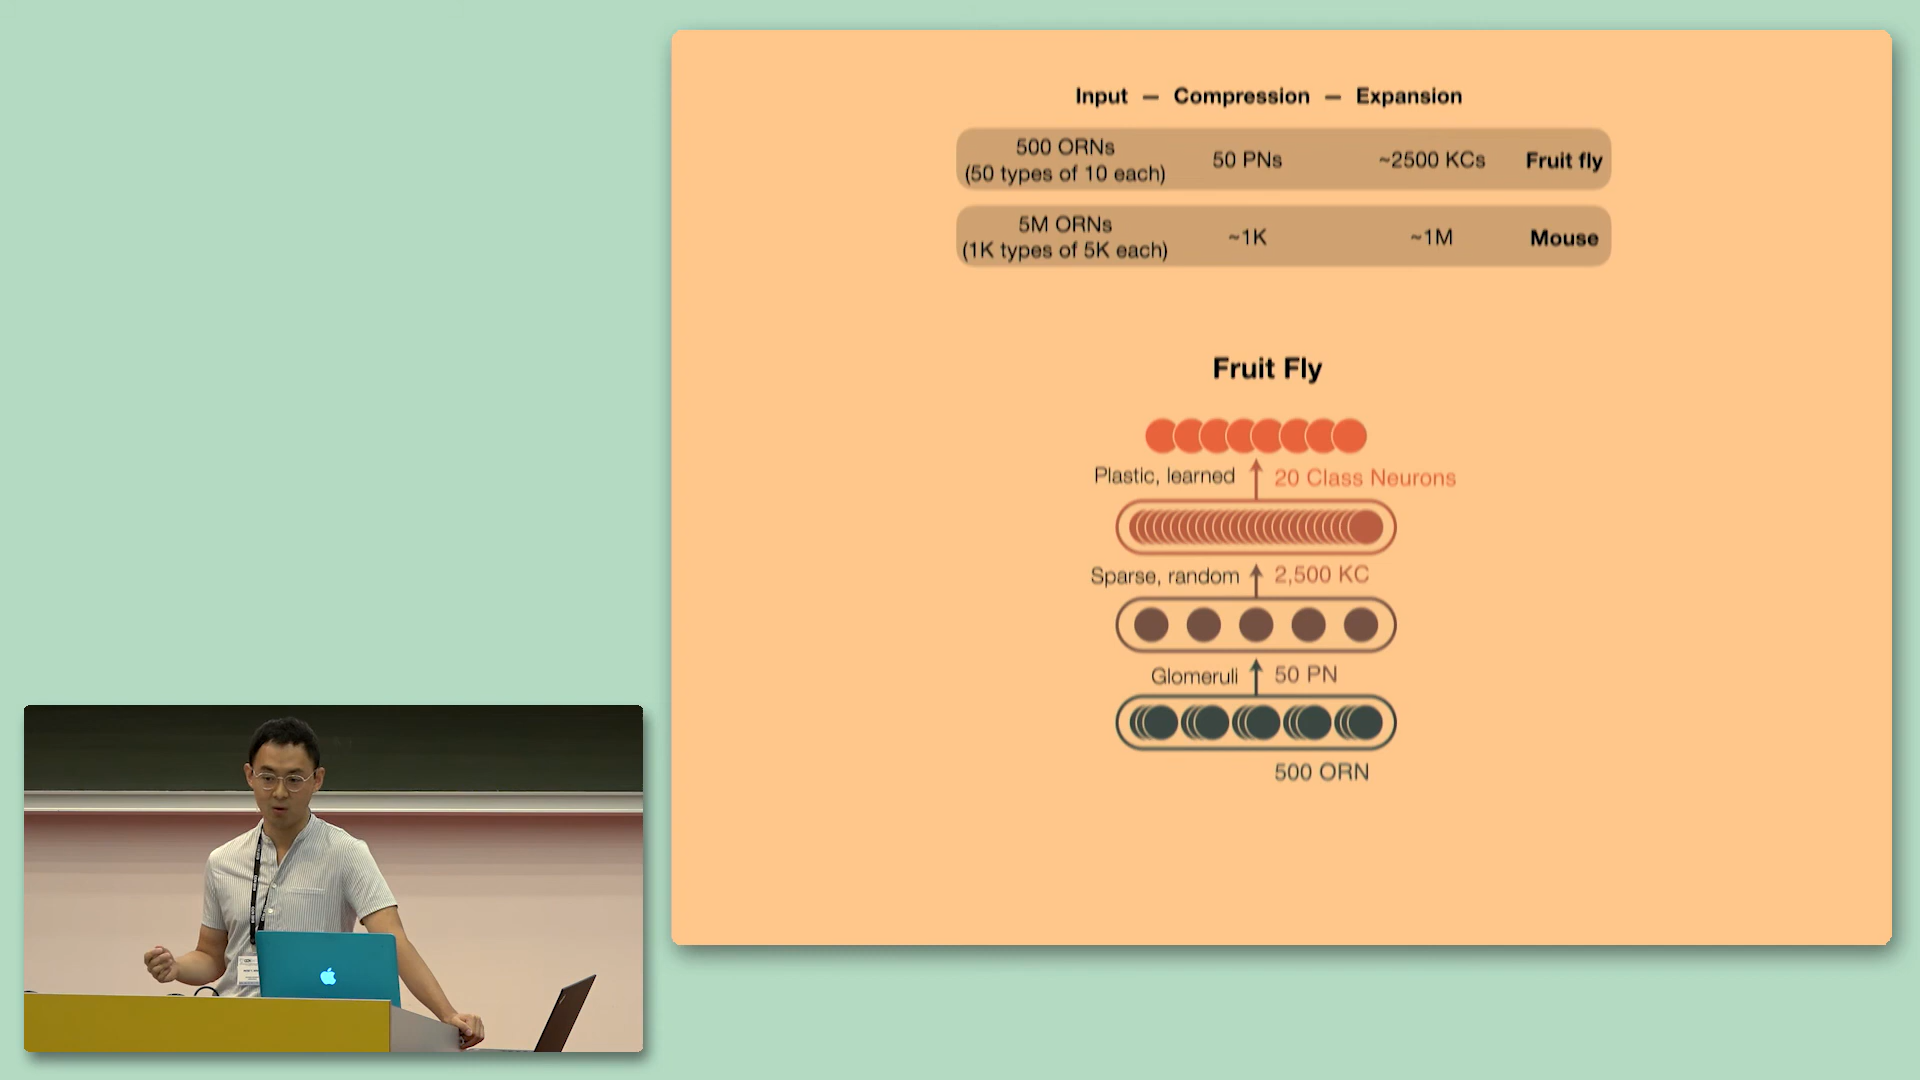 Input – Compression – Expansion
500 ORNs
(50 types of 10 each)
50 PNs
~2500 KCs
Fruit fly
5M ORNs
(1K types of 5K each)
~1K
~1M
Mouse
Fruit Fly
Plastic, learned
20 Class Neurons
Sparse, random
2,500 KC
Glomeruli
50 PN
500 ORN